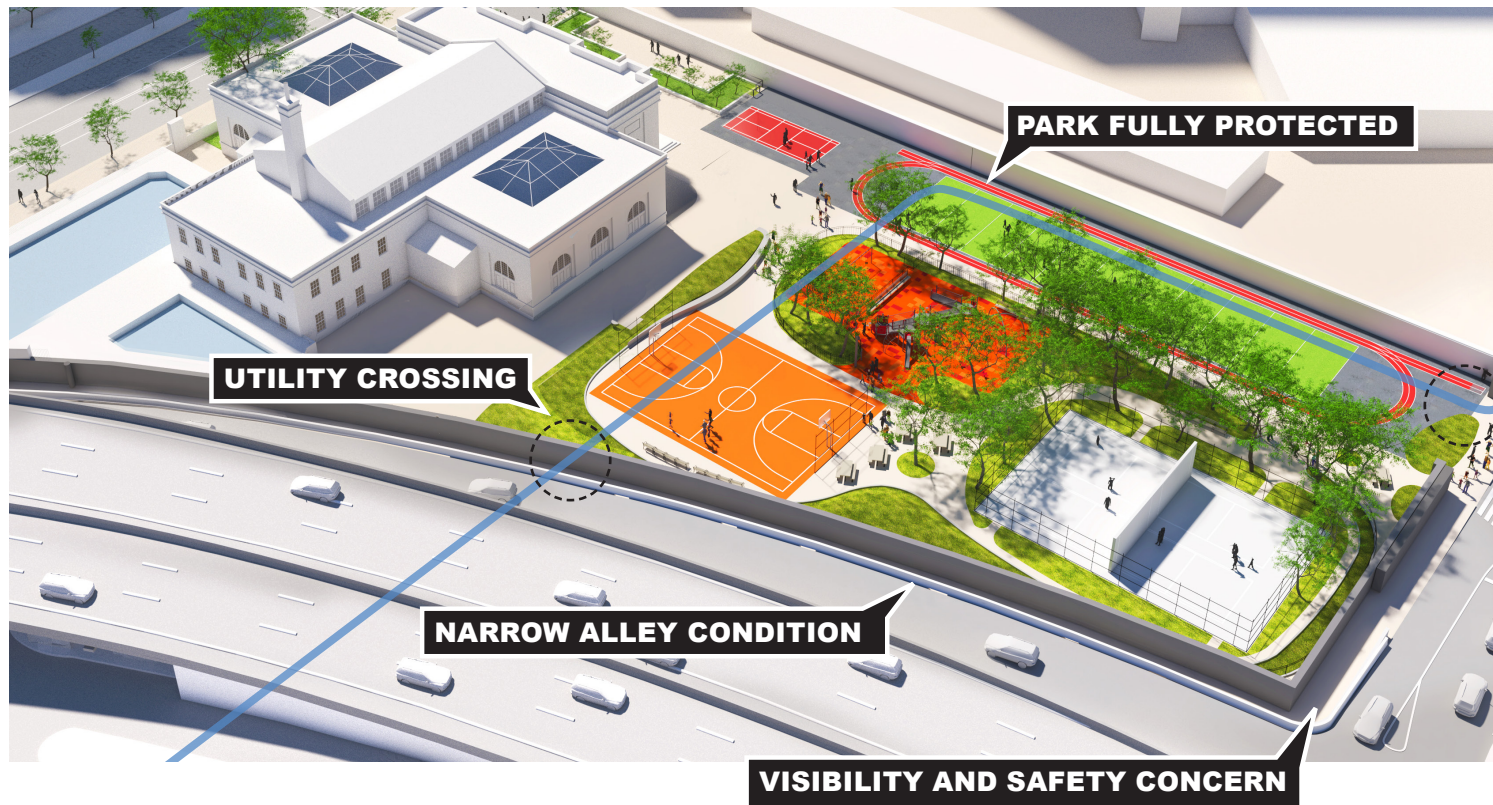 PARK FULLY PROTECTED
UTILITY CROSSING
NARROW ALLEY CONDITION
VISIBILITY AND SAFETY CONCERN